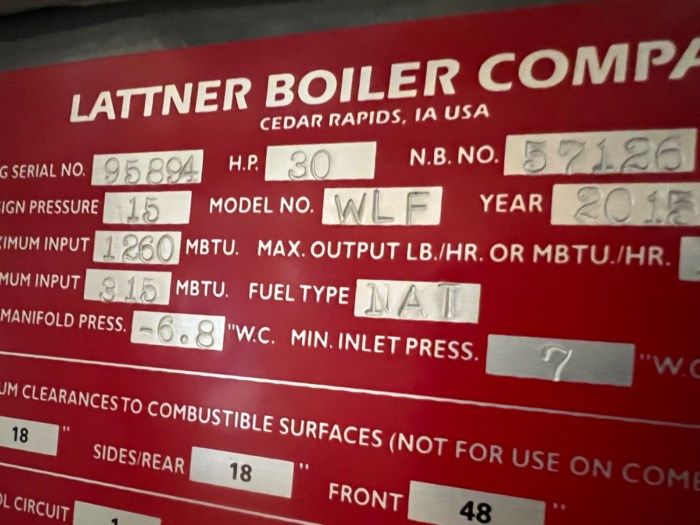 LATTNER BOILER COMPA
CEDAR RAPIDS, IA USA
G SERIAL NO. 95894 H.P. 30 N.B. NO. 57126
IGN PRESSURE 15 MODEL NO. WLF YEAR 2015
XIMUM INPUT 1260 MBTU. MAX. OUTPUT LB./HR. OR MBTU./HR.
MUM INPUT 315 MBTU. FUEL TYPE NAT
MANIFOLD PRESS. -6.8 "W.C. MIN. INLET PRESS. 7 "W.C
UM CLEARANCES TO COMBUSTIBLE SURFACES (NOT FOR USE ON COMB
18 " SIDES/REAR 18 " FRONT 48 "
OL CIRCUIT